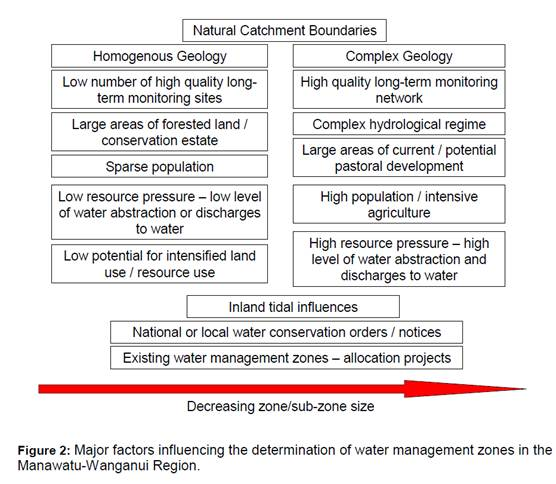 Natural Catchment Boundaries
Homogenous Geology
Low number of high quality long-
term monitoring sites
Large areas of forested land /
conservation estate
Sparse population
Low resource pressure – low level
of water abstraction or discharges
to water
Low potential for intensified land
use / resource use
Complex Geology
High quality long-term monitoring
network
Complex hydrological regime
Large areas of current / potential
pastoral development
High population / intensive
agriculture
High resource pressure – high
level of water abstraction and
discharges to water
Inland tidal influences
National or local water conservation orders / notices
Existing water management zones – allocation projects
Decreasing zone/sub-zone size
Figure 2: Major factors influencing the determination of water management zones in the
Manawatu-Wanganui Region.